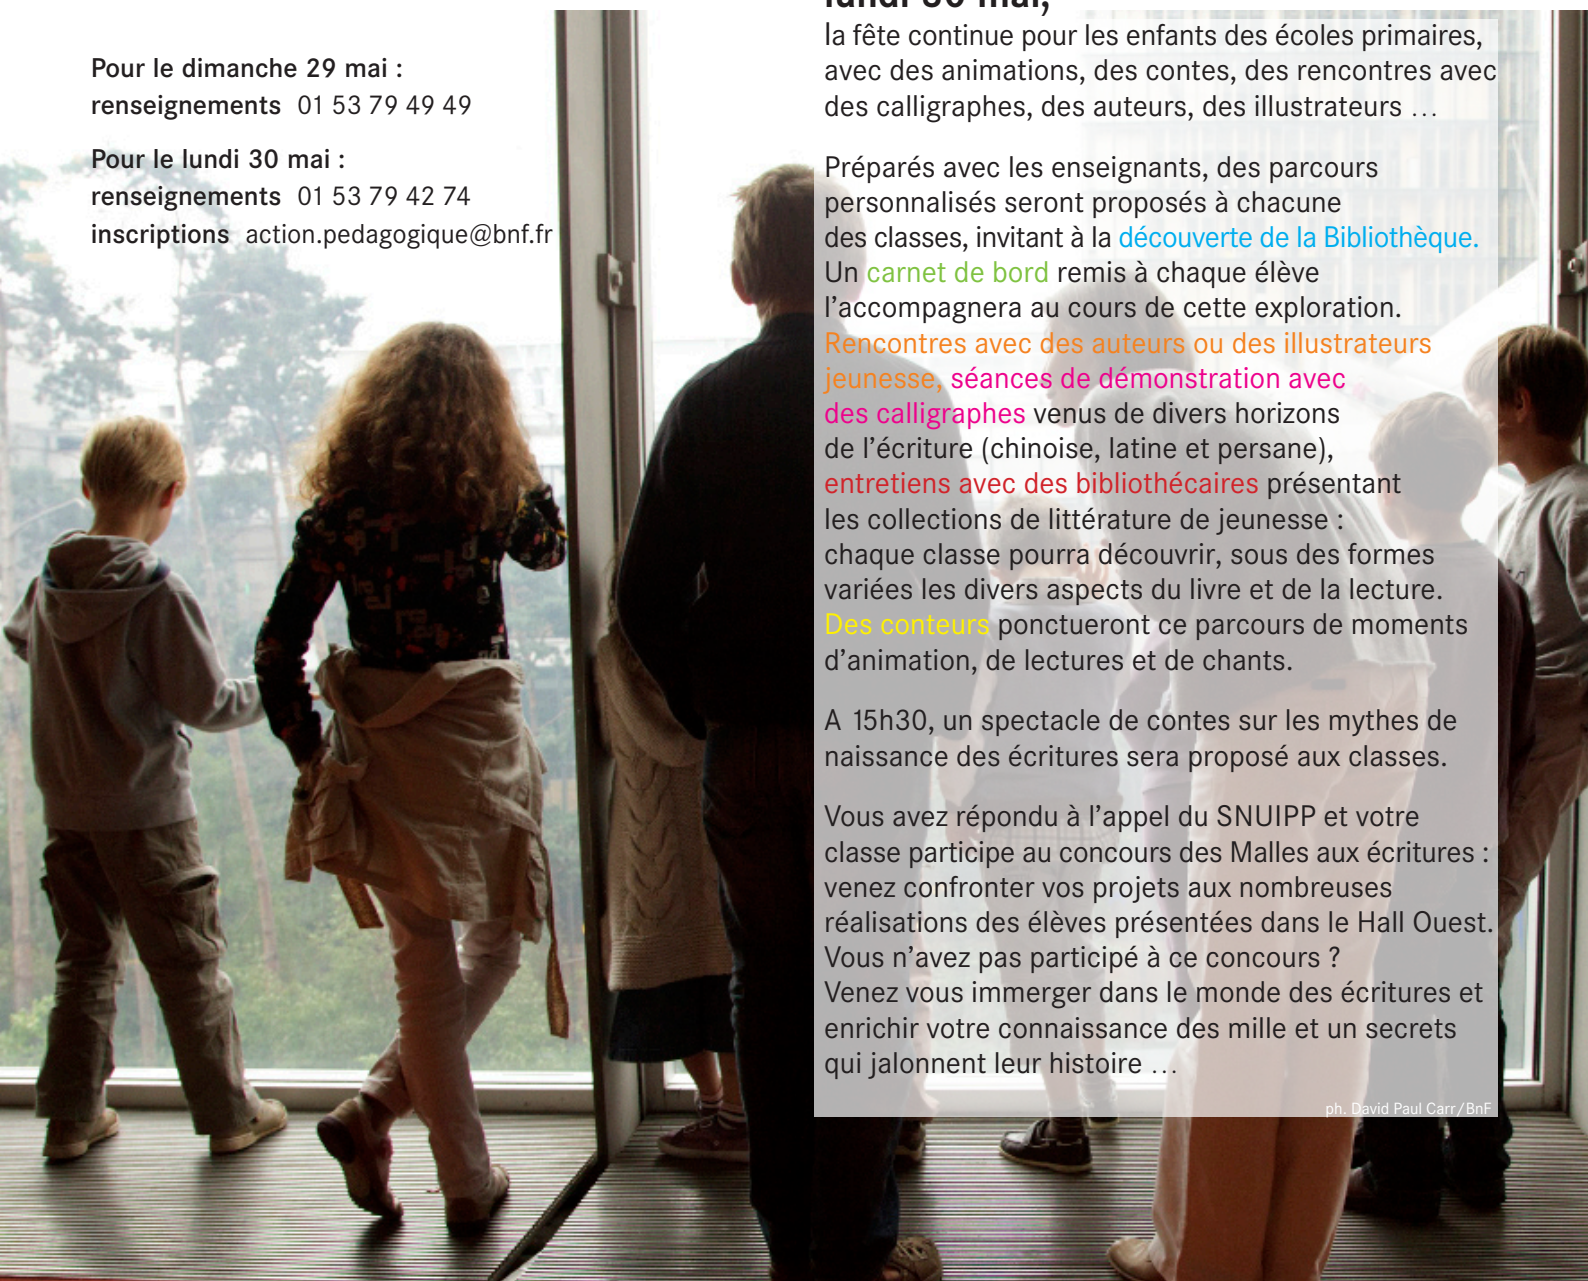 Pour le dimanche 29 mai :
renseignements 01 53 79 49 49
Pour le lundi 30 mai :
renseignements 01 53 79 42 74
inscriptions action.pedagogique@bnf.fr
lundi 30 mai,
la fête continue pour les enfants des écoles primaires,
avec des animations, des contes, des rencontres avec
des calligraphes, des auteurs, des illustrateurs ...
Préparés avec les enseignants, des parcours
personnalisés seront proposés à chacune
des classes, invitant à la découverte de la Bibliothèque.
Un carnet de bord remis à chaque élève
l'accompagnera au cours de cette exploration.
Rencontres avec des auteurs ou des illustrateurs
jeunesse, séances de démonstration avec
des calligraphes venus de divers horizons
de l'écriture (chinoise, latine et persane),
entretiens avec des bibliothécaires présentant
les collections de littérature de jeunesse :
chaque classe pourra découvrir, sous des formes
variées les divers aspects du livre et de la lecture.
Des conteurs ponctueront ce parcours de moments
d'animation, de lectures et de chants.
A 15h30, un spectacle de contes sur les mythes de
naissance des écritures sera proposé aux classes.
Vous avez répondu à l'appel du SNUIPP et votre
classe participe au concours des Malles aux écritures :
venez confronter vos projets aux nombreuses
réalisations des élèves présentées dans le Hall Ouest.
Vous n'avez pas participé à ce concours ?
Venez vous immerger dans le monde des écritures et
enrichir votre connaissance des mille et un secrets
qui jalonnent leur histoire ...
ph. David Paul Carr/BnF